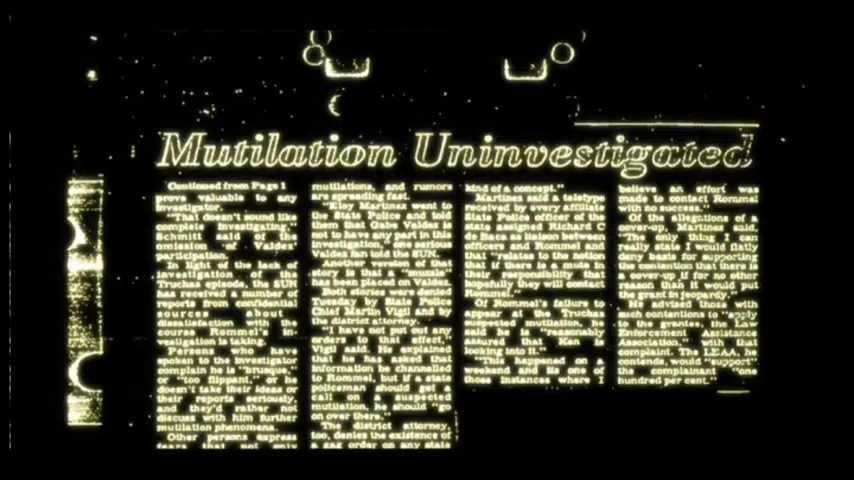 Mutilation Uninvestigated
Continued from Page 1
prove valuable to any
investigator.
"That doesn't sound like
complete investigating,"
Schmitt said of the
omission of Valdes'
participation.
In light of the lack of
investigation of the
Truchas episode, the SUN
has received a number of
reports from confidential
sources about
dissatisfaction with the
course Rommel's in-
vestigation is taking.
Persons who have
spoken to the investigator
complain he is "brusque,"
or "too flippant," or he
doesn't take their ideas or
their reports seriously,
and they'd rather not
discuss with him further
mutilation phenomena.
Other persons express
fears that not only
mutilations, and rumors
are spreading fast.
"Eloy Martinez went to
the State Police and told
them that Gabe Valdez is
not to have any part in this
investigation," one serious
Valdes fan told the SUN.
Another version of that
story is that a "muzzle"
has been placed on Valdez.
Both stories were denied
Tuesday by State Police
Chief Martin Vigil and by
the district attorney.
"I have not put out any
orders to that effect,"
Vigil said. He explained
that he has asked that
information be channelled
to Rommel, but if a state
policeman should get a
call on a suspected
mutilation, he should "go
on over there."
The district attorney,
too, denies the existence of
a gag order on any state
kind of a concept."
Martines said a teletype
received by every affiliate
State Police officer of the
state assigned Richard C
de Baca as liaison between
officers and Rommel and
that "relates to the notion
that if there is a route in
their responsibility that
hopefully they will contact
Rommel."
Of Rommel's failure to
appear at the Truchas
suspected mutilation, he
said he is "reasonably
assured that Ken is
looking into it."
"This happened on a
weekend and its one of
those instances where I
believe an effort was
made to contact Rommel
with no success."
Of the allegations of a
cover-up, Martines said,
"The only thing I can
really state I would flatly
deny basis for supporting
the contention that there is
a cover-up if for no other
reason than it would put
the grant in jeopardy."
He advised those with
such contentions to "apply
to the grantee, the Law
Enforcement Assistance
Association," with that
complaint. The LEAA, he
contends, would "support"
the complainant "one
hundred per cent."